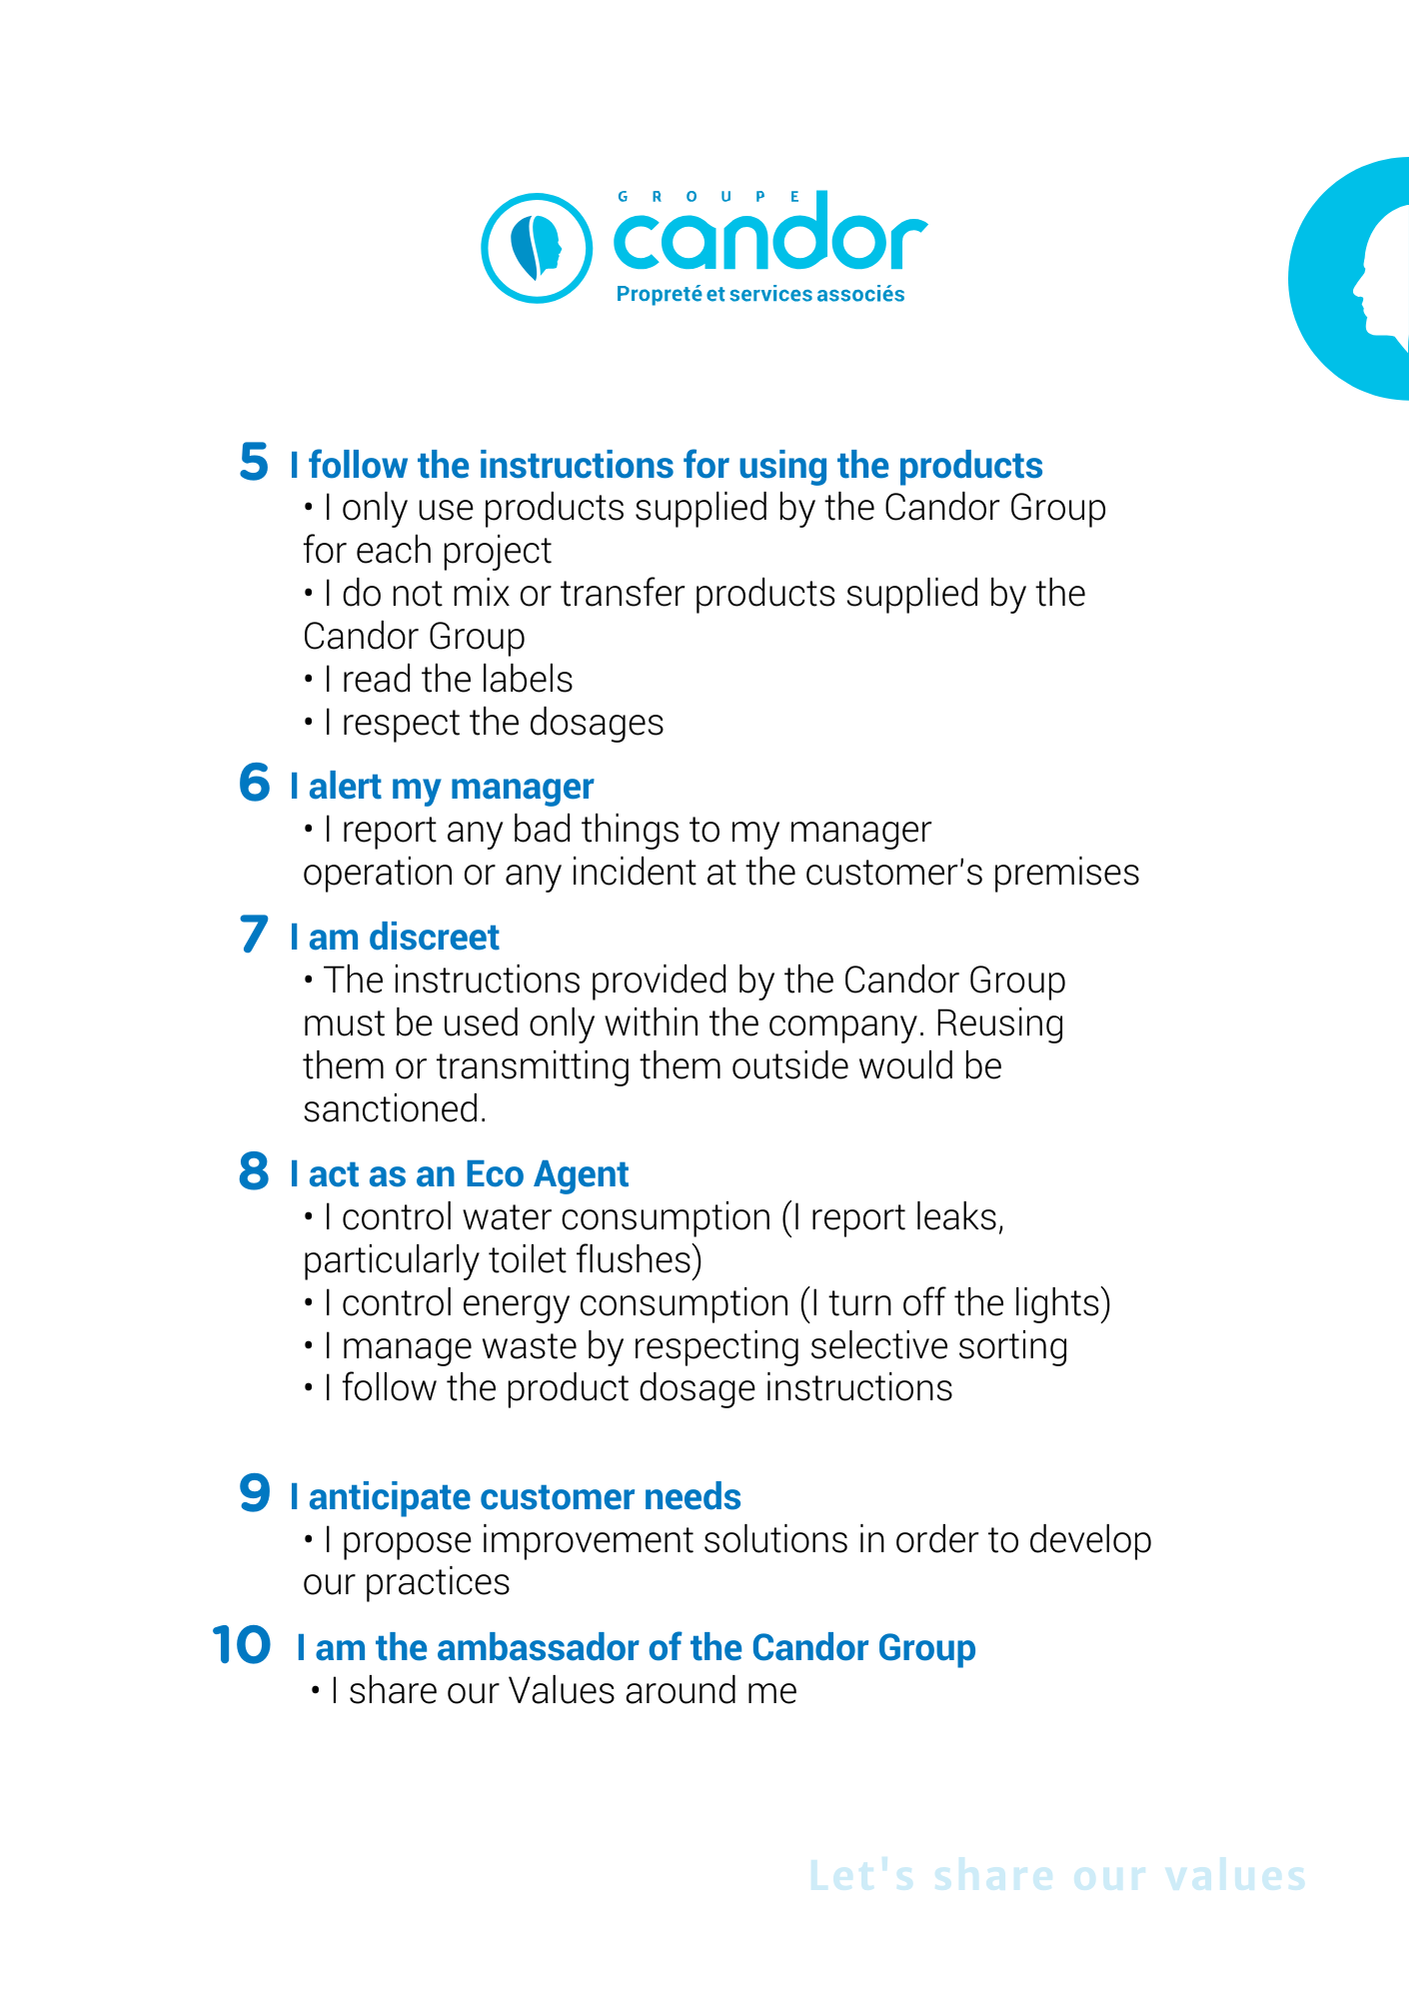 GROUPE
candor
Propreté et services associés
5 I follow the instructions for using the products
• I only use products supplied by the Candor Group
for each project
• I do not mix or transfer products supplied by the
Candor Group
• I read the labels
• I respect the dosages
6 I alert my manager
• I report any bad things to my manager
operation or any incident at the customer's premises
7 I am discreet
• The instructions provided by the Candor Group
must be used only within the company. Reusing
them or transmitting them outside would be
sanctioned.
8 I act as an Eco Agent
• I control water consumption (I report leaks,
particularly toilet flushes)
• I control energy consumption (I turn off the lights)
• I manage waste by respecting selective sorting
• I follow the product dosage instructions
9 I anticipate customer needs
• I propose improvement solutions in order to develop
our practices
10 I am the ambassador of the Candor Group
• I share our Values around me
Let's share our values